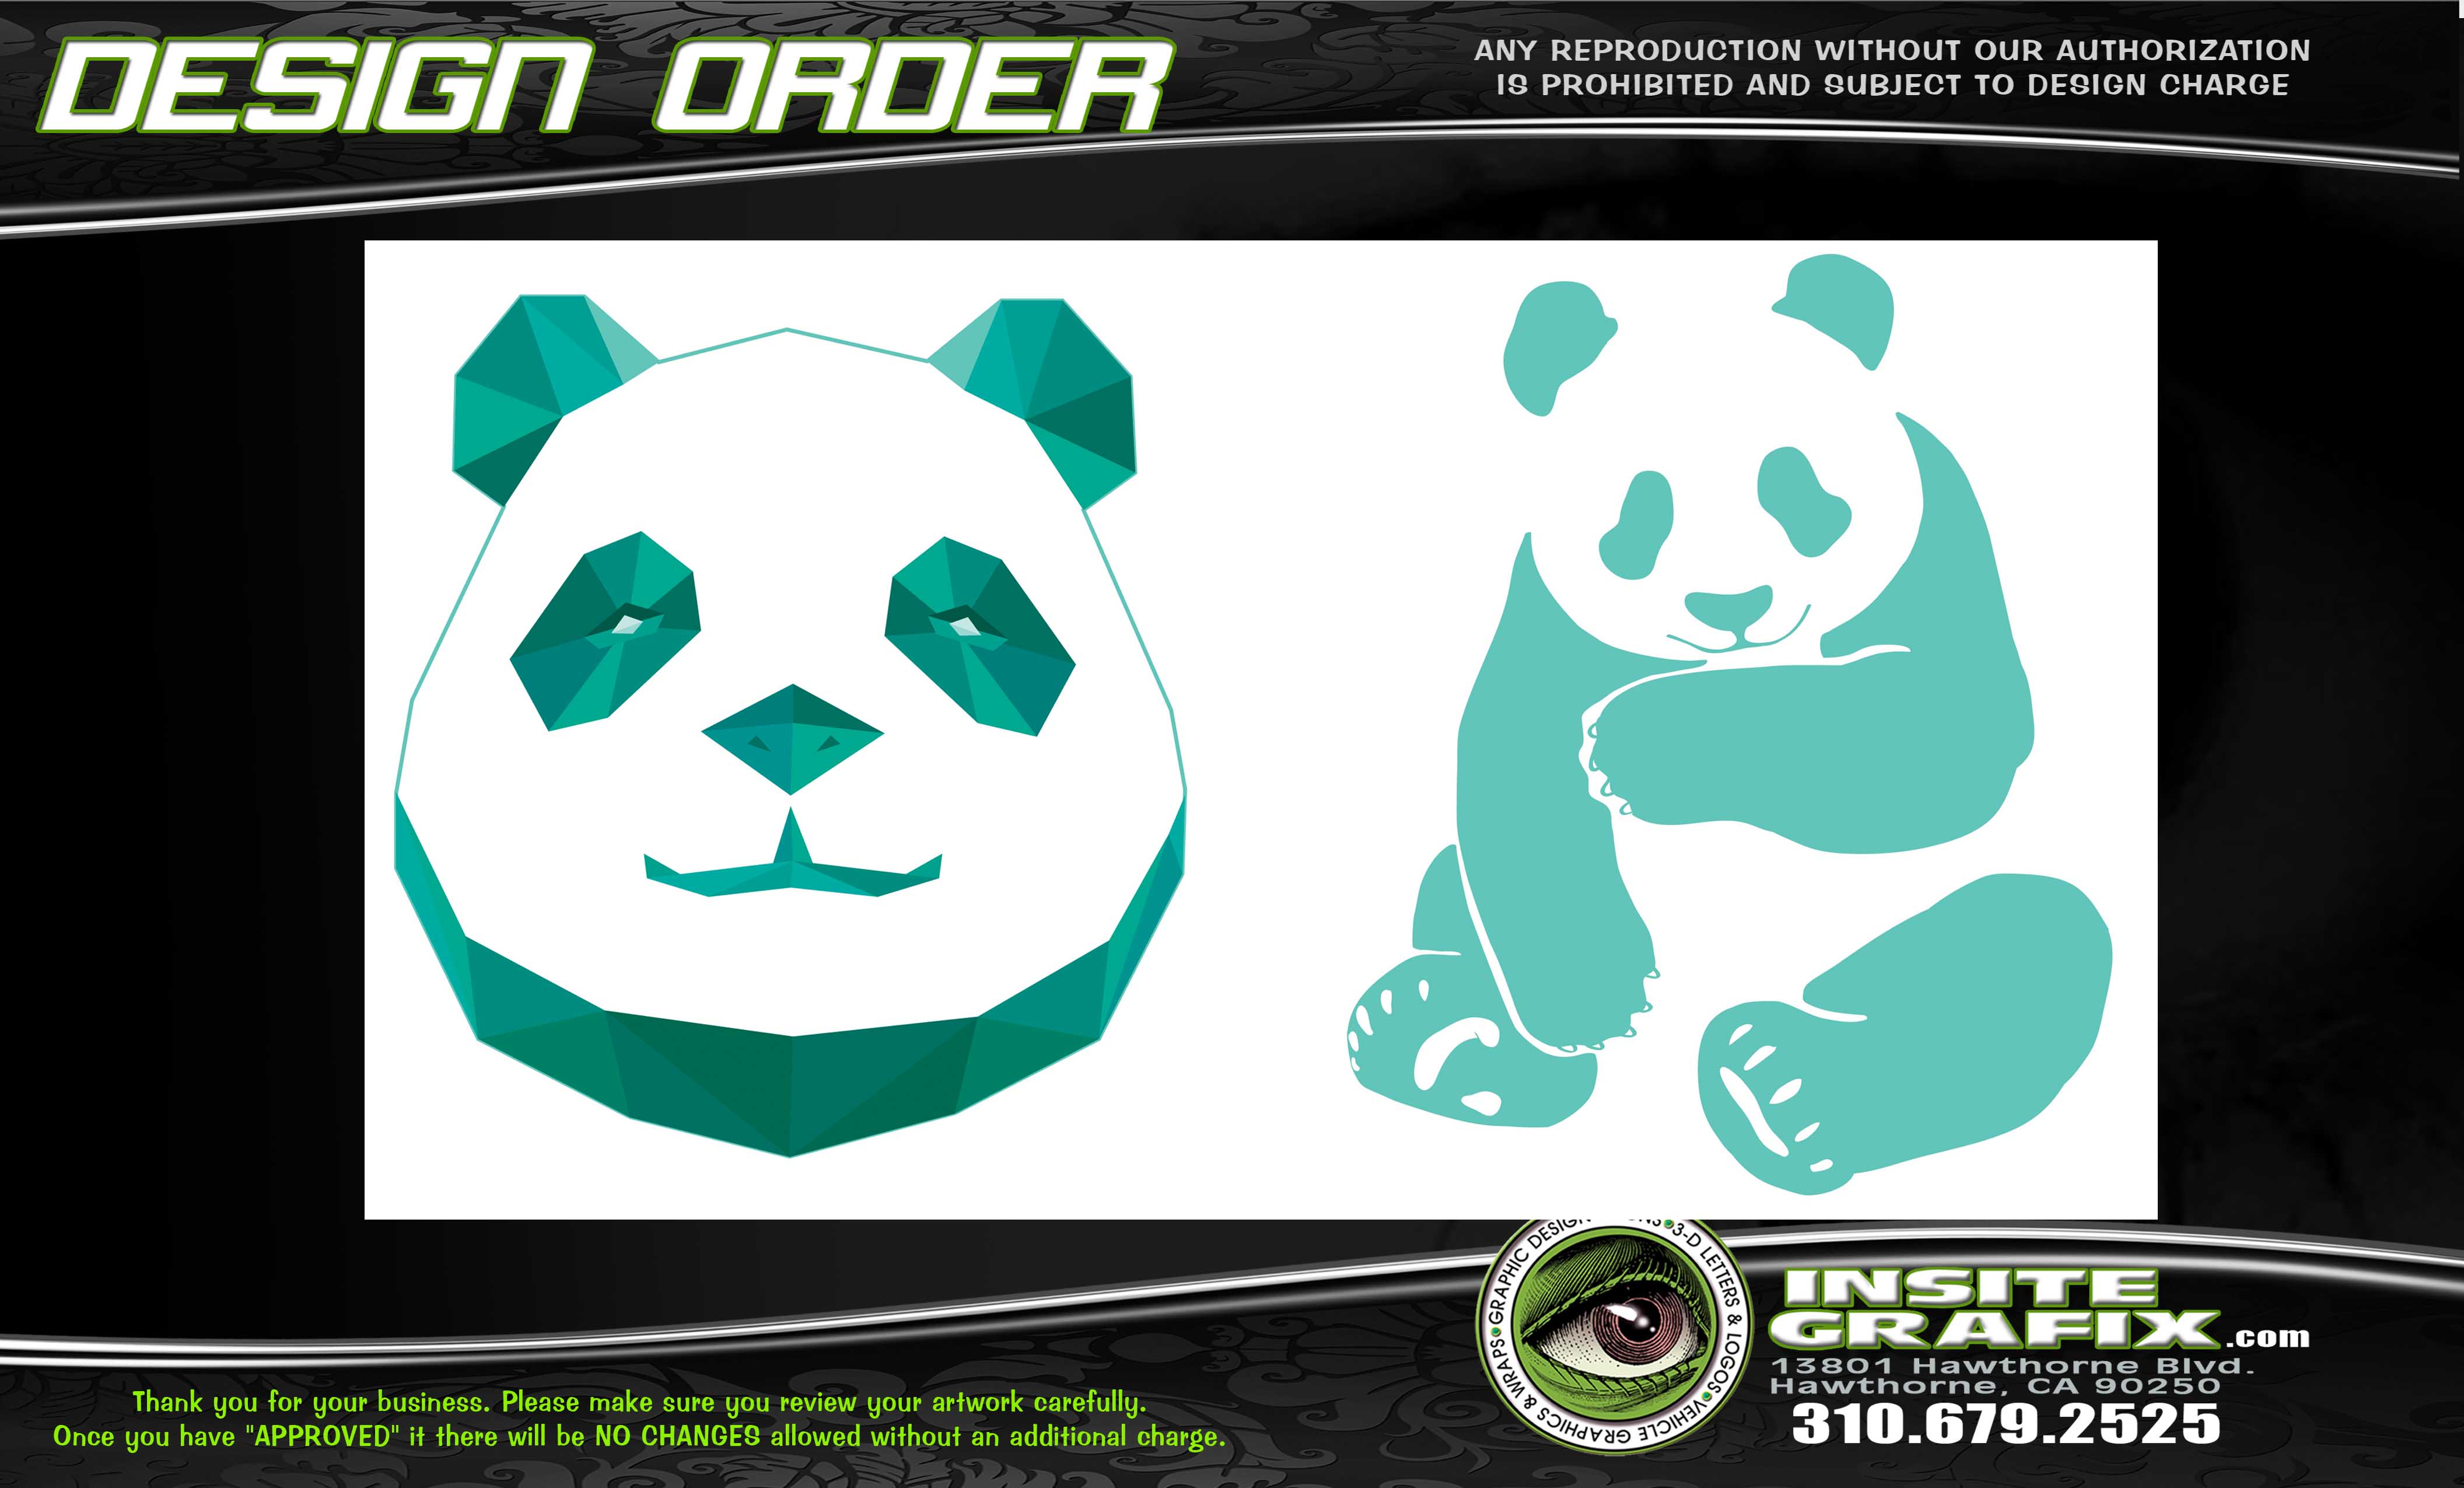 DESIGN ORDER
ANY REPRODUCTION WITHOUT OUR AUTHORIZATION
IS PROHIBITED AND SUBJECT TO DESIGN CHARGE
GRAPHIC DESIGN
3-D LETTERS & LOGOS
VEHICLE GRAPHICS & WRAPS
INSITE
GRAFIX.com
13801 Hawthorne Blvd.
Hawthorne, CA 90250
310.679.2525
Thank you for your business. Please make sure you review your artwork carefully.
Once you have "APPROVED" it there will be NO CHANGES allowed without an additional charge.